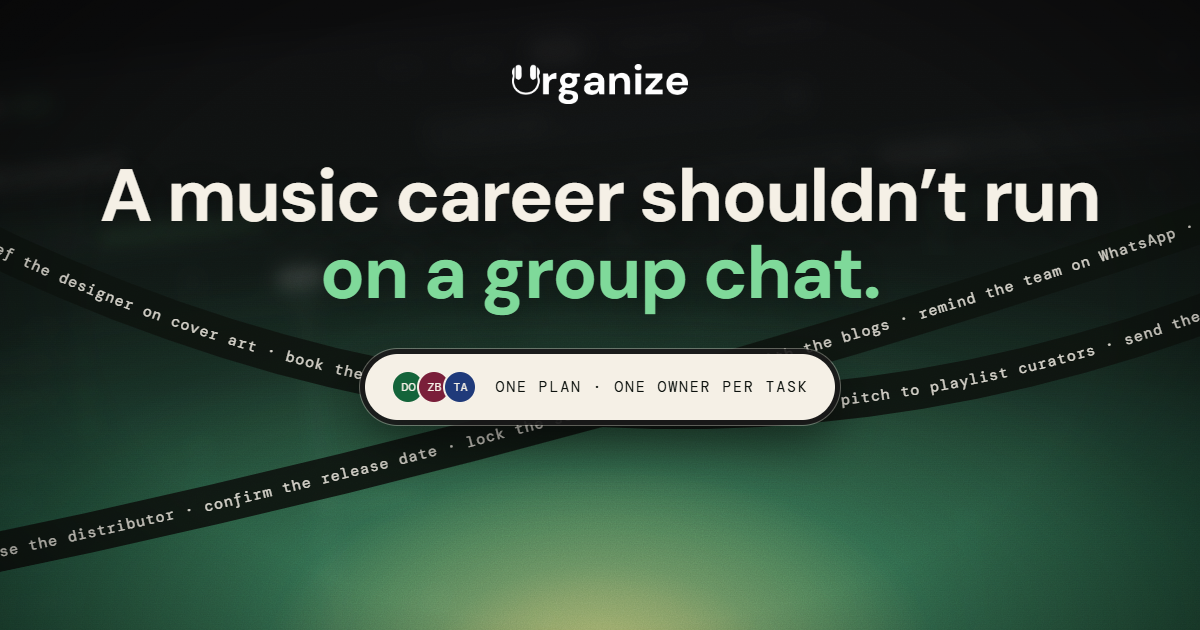 Urganize
A music career shouldn’t run
on a group chat.
the designer on cover art · book the
the blogs · remind the team on WhatsApp ·
DO ZB TA ONE PLAN · ONE OWNER PER TASK
pitch to playlist curators · send the
the distributor · confirm the release date · lock the